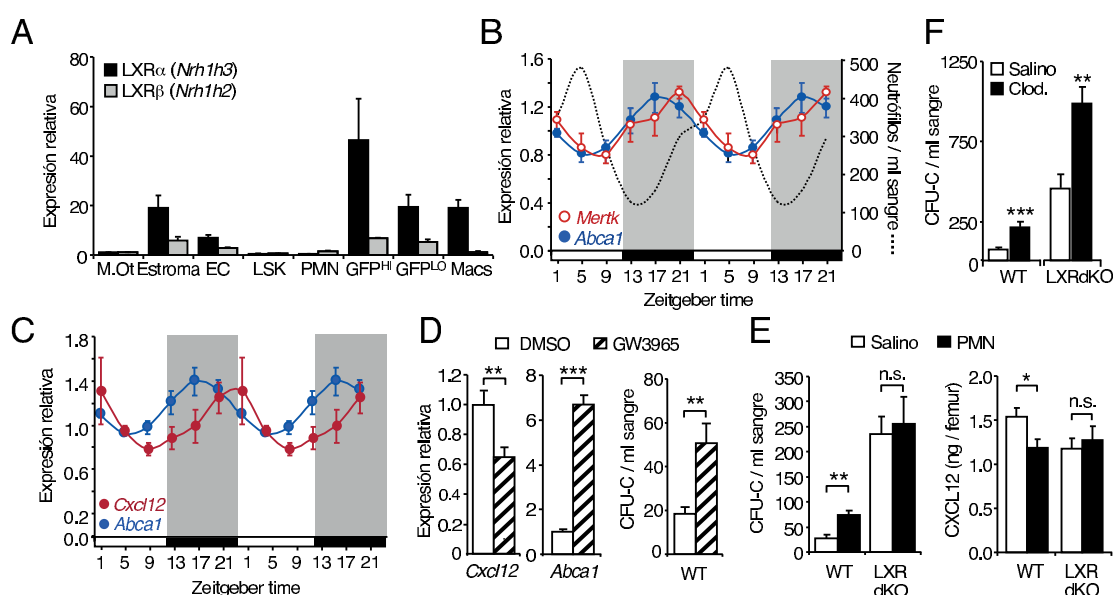 A
Expresión relativa
80
60
40
20
0
LXRα (Nrh1h3)
LXRβ (Nrh1h2)
M.Ot Estroma EC LSK PMN GFPHI GFPLO Macs
B
Expresión relativa
1.6
1.2
0.8
0.4
0.0
Mertk
Abca1
500
400
300
200
100
0
Neutrófilos / ml sangre
1 5 9 13 17 21 1 5 9 13 17 21
Zeitgeber time
F
CFU-C / ml sangre
1250
750
250
0
Salino
Clod.
***
**
WT LXRdKO
C
Expresión relativa
1.8
1.4
1.0
0.6
0.2
0.0
Cxcl12
Abca1
1 5 9 13 17 21 1 5 9 13 17 21
Zeitgeber time
D
DMSO GW3965
Expresión relativa
1.2
1.0
0.8
0.6
0.4
0.2
0
**
Cxcl12
8
6
4
2
0
***
Abca1
CFU-C / ml sangre
80
60
40
20
0
**
WT
E
Salino PMN
CFU-C / ml sangre
350
300
250
200
150
100
50
0
**
n.s.
WT LXR
dKO
CXCL12 (ng / femur)
2.0
1.5
1.0
0.5
0.0
*
n.s.
WT LXR
dKO